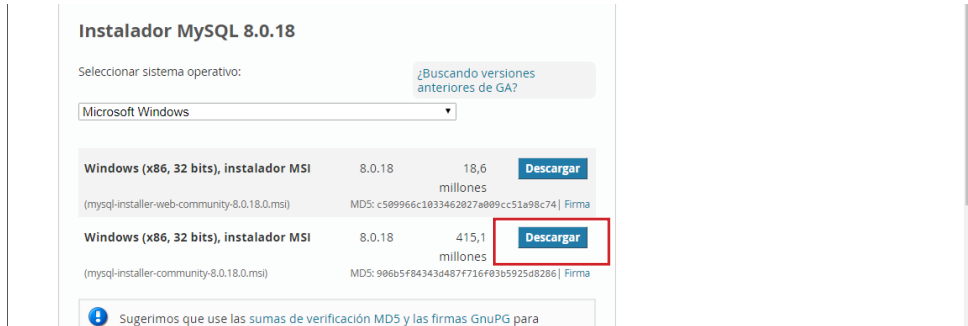 Instalador MySQL 8.0.18
Seleccionar sistema operativo:
¿Buscando versiones
anteriores de GA?
Microsoft Windows
Windows (x86, 32 bits), instalador MSI 8.0.18 18,6 Descargar
millones
(mysql-installer-web-community-8.0.18.0.msi) MD5: c509966c1033462027a009cc51a98c74| Firma
Windows (x86, 32 bits), instalador MSI 8.0.18 415,1 Descargar
millones
(mysql-installer-community-8.0.18.0.msi) MD5: 906b5f84343d487f716f03b5925d8286| Firma
Sugerimos que use las sumas de verificación MD5 y las firmas GnuPG para